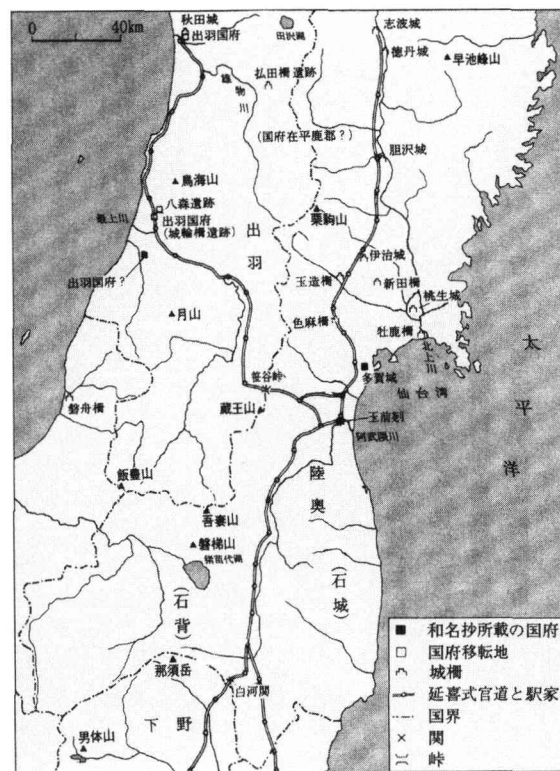 0 40km
秋田城
出羽国府
田沢湖
志波城
徳丹城
早池峰山
雄物川
払田柵遺跡
(国府在平鹿郡?)
胆沢城
鳥海山
八森遺跡
出羽国府
(城輪柵遺跡)
最上川
出羽
栗駒山
伊治城
出羽国府?
玉造柵
新田柵
桃生城
月山
色麻柵
牡鹿柵
北上川
太平洋
笹谷峠
多賀城
仙台湾
磐舟柵
蔵王山
玉前剗
阿武隈川
飯豊山
陸奥
吾妻山
磐梯山
猪苗代湖
(石背)
(石城)
那須岳
白河関
下野
男体山
■ 和名抄所載の国府
□ 国府移転地
城柵
延喜式官道と駅家
国界
× 関
峠